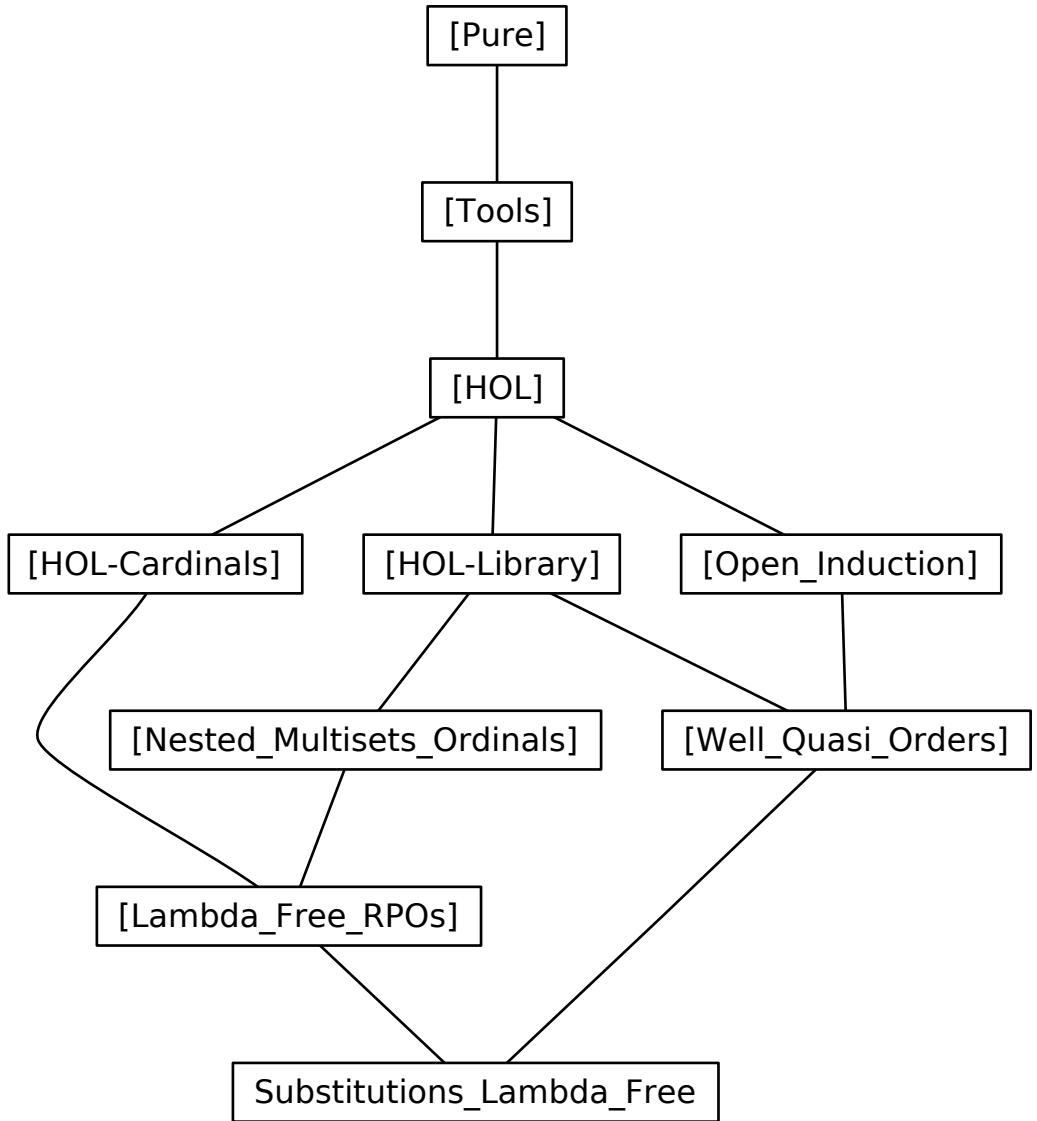 [Pure]
[Tools]
[HOL]
[HOL-Cardinals]
[HOL-Library]
[Open_Induction]
[Nested_Multisets_Ordinals]
[Well_Quasi_Orders]
[Lambda_Free_RPOs]
Substitutions_Lambda_Free